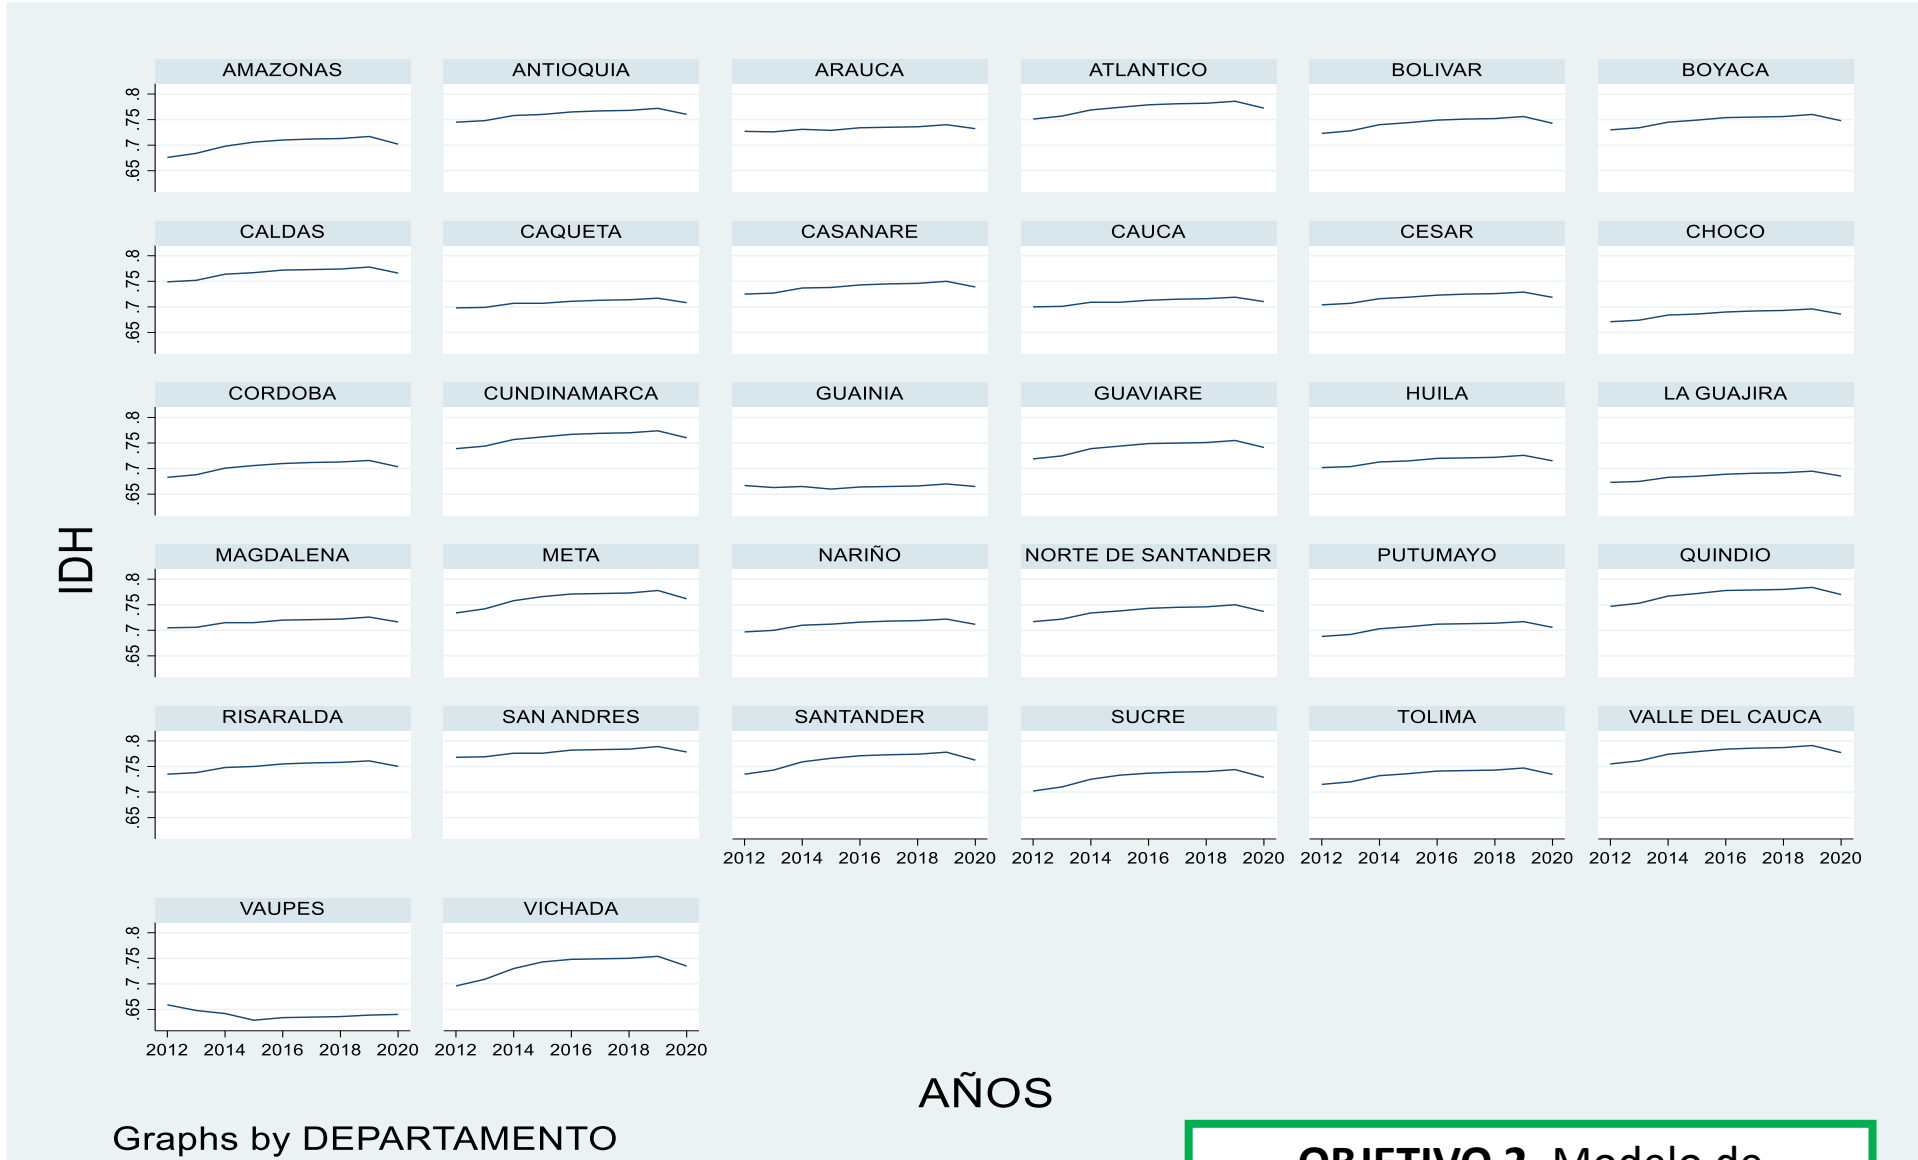 AMAZONAS
ANTIOQUIA
ARAUCA
ATLANTICO
BOLIVAR
BOYACA
.8
.75
.7
.65
CALDAS
CAQUETA
CASANARE
CAUCA
CESAR
CHOCO
.8
.75
.7
.65
CORDOBA
CUNDINAMARCA
GUAINIA
GUAVIARE
HUILA
LA GUAJIRA
.8
.75
.7
.65
IDH
MAGDALENA
META
NARIÑO
NORTE DE SANTANDER
PUTUMAYO
QUINDIO
.8
.75
.7
.65
RISARALDA
SAN ANDRES
SANTANDER
SUCRE
TOLIMA
VALLE DEL CAUCA
.8
.75
.7
.65
2012 2014 2016 2018 2020
2012 2014 2016 2018 2020
2012 2014 2016 2018 2020
2012 2014 2016 2018 2020
VAUPES
VICHADA
.8
.75
.7
.65
2012 2014 2016 2018 2020
2012 2014 2016 2018 2020
AÑOS
Graphs by DEPARTAMENTO
OBJETIVO 2. Modelo de